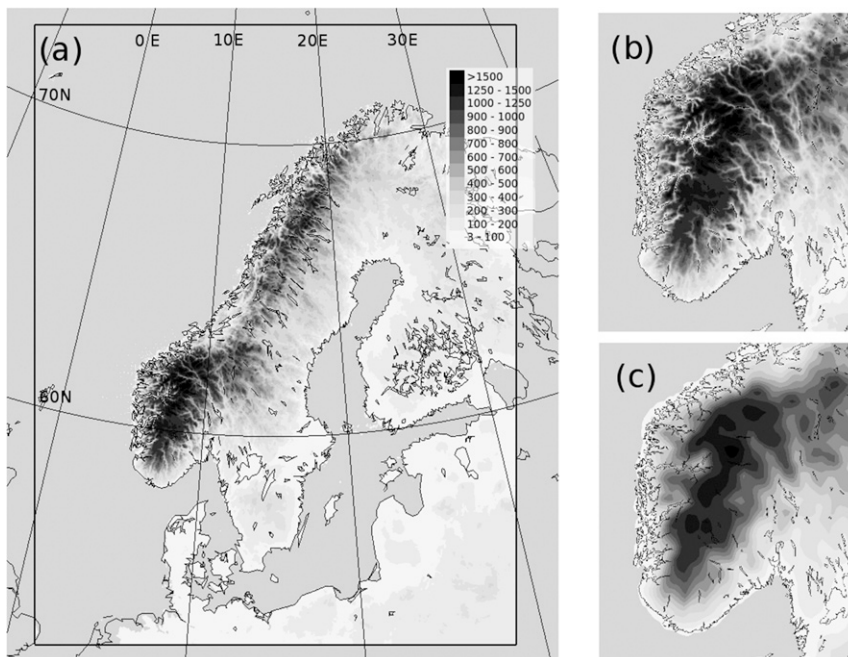 (a)
0 E
10E
20E
30E
70N
60N
>1500
1250 - 1500
1000 - 1250
900 - 1000
800 - 900
700 - 800
600 - 700
500 - 600
400 - 500
300 - 400
200 - 300
100 - 200
3 - 100
(b)
(c)